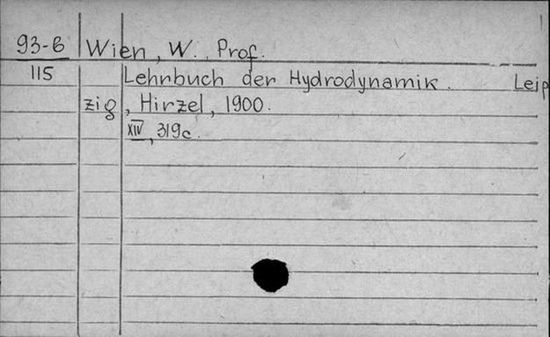 93-6 Wien, W., Prof.
115 Lehrbuch der Hydrodynamik. Leip
zig, Hirzel, 1900.
XIV, 319c.